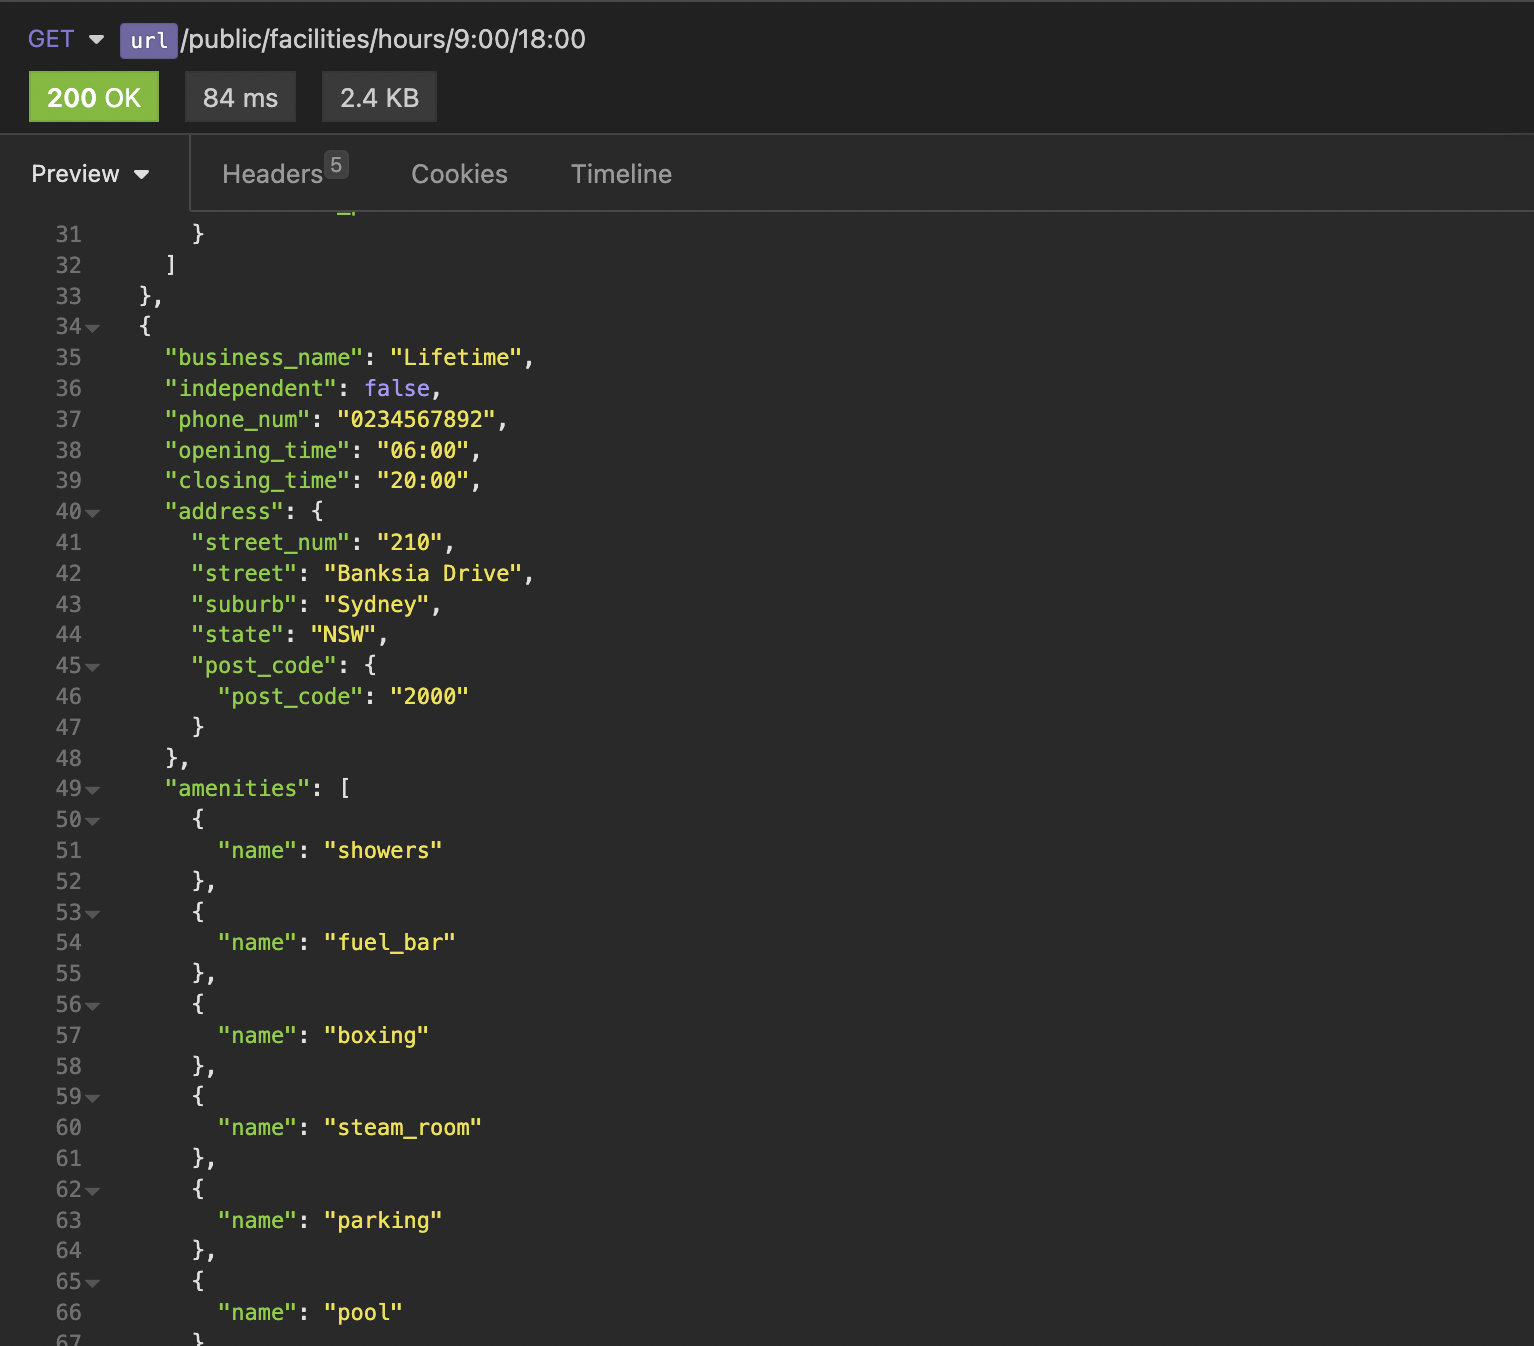 GET url /public/facilities/hours/9:00/18:00
200 OK 84 ms 2.4 KB
Preview Headers 5 Cookies Timeline
31 }
32 ]
33 },
34 {
35 "business_name": "Lifetime",
36 "independent": false,
37 "phone_num": "0234567892",
38 "opening_time": "06:00",
39 "closing_time": "20:00",
40 "address": {
41 "street_num": "210",
42 "street": "Banksia Drive",
43 "suburb": "Sydney",
44 "state": "NSW",
45 "post_code": {
46 "post_code": "2000"
47 }
48 },
49 "amenities": [
50 {
51 "name": "showers"
52 },
53 {
54 "name": "fuel_bar"
55 },
56 {
57 "name": "boxing"
58 },
59 {
60 "name": "steam_room"
61 },
62 {
63 "name": "parking"
64 },
65 {
66 "name": "pool"
67 }